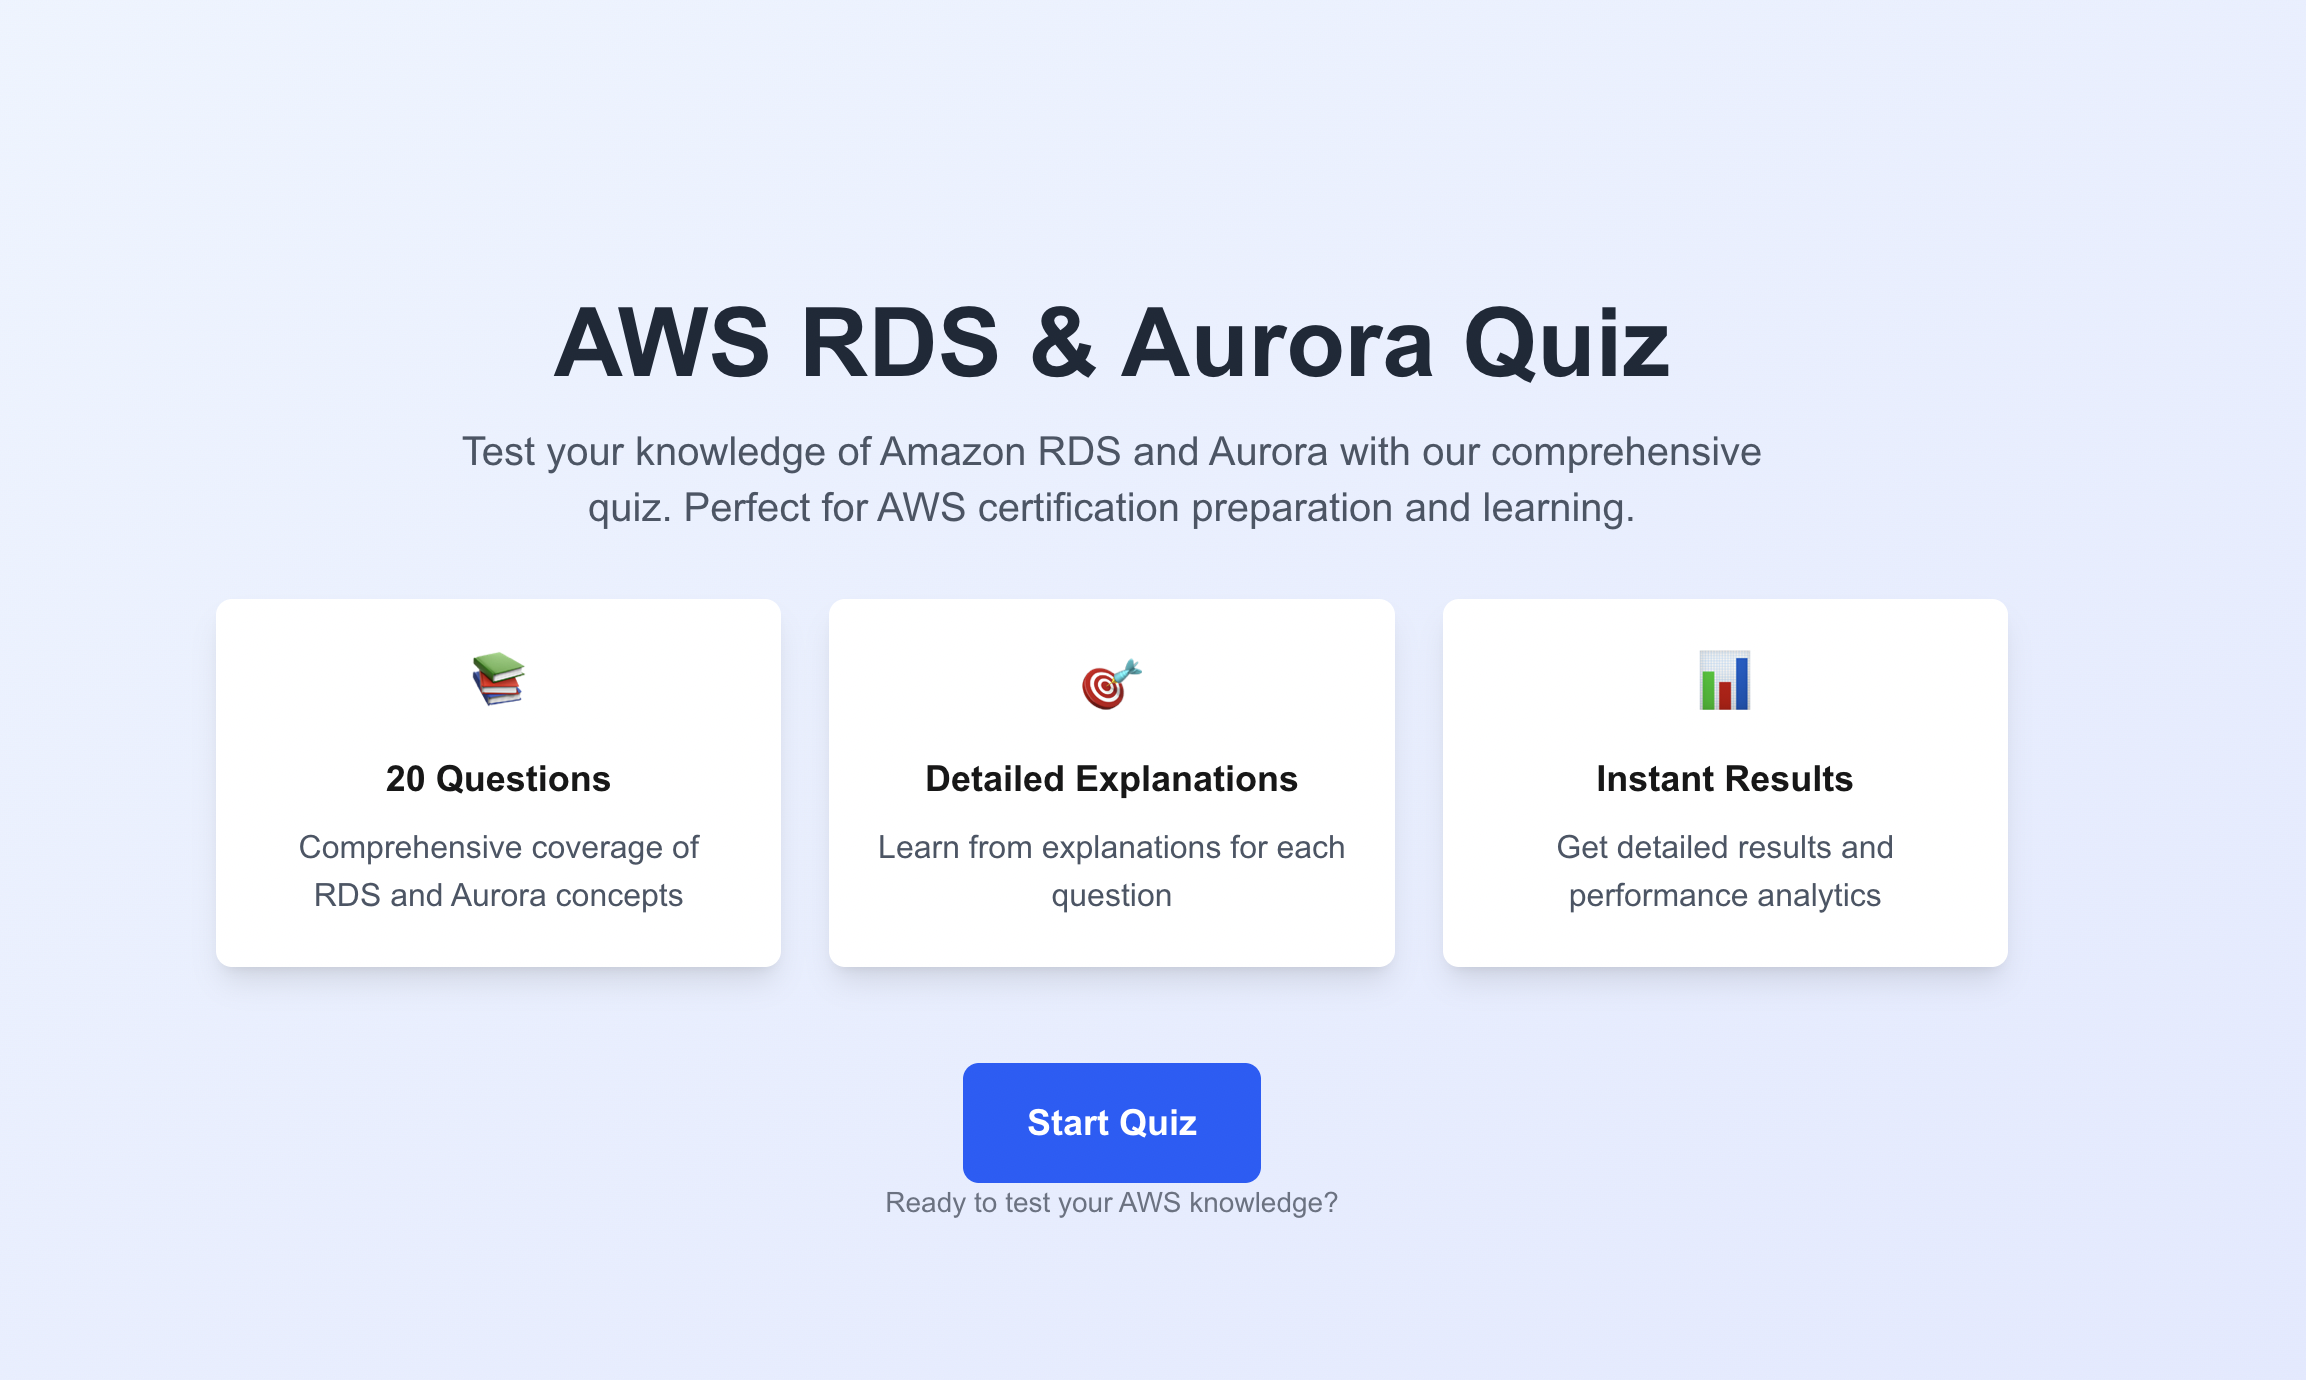 AWS RDS & Aurora Quiz
Test your knowledge of Amazon RDS and Aurora with our comprehensive
quiz. Perfect for AWS certification preparation and learning.
20 Questions
Comprehensive coverage of
RDS and Aurora concepts
Detailed Explanations
Learn from explanations for each
question
Instant Results
Get detailed results and
performance analytics
Start Quiz
Ready to test your AWS knowledge?